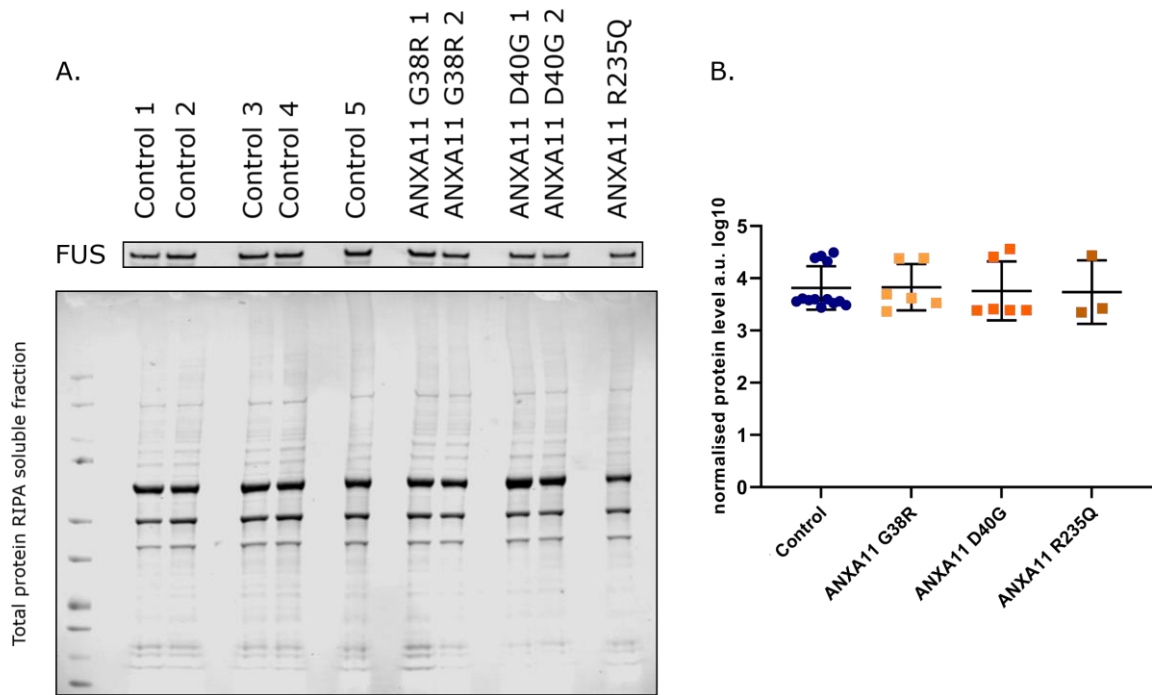 A.
Control 1
Control 2
Control 3
Control 4
Control 5
ANXA11 G38R 1
ANXA11 G38R 2
ANXA11 D40G 1
ANXA11 D40G 2
ANXA11 R235Q
FUS
Total protein RIPA soluble fraction
B.
normalised protein level a.u. log10
5
4
3
2
1
0
Control
ANXA11 G38R
ANXA11 D40G
ANXA11 R235Q